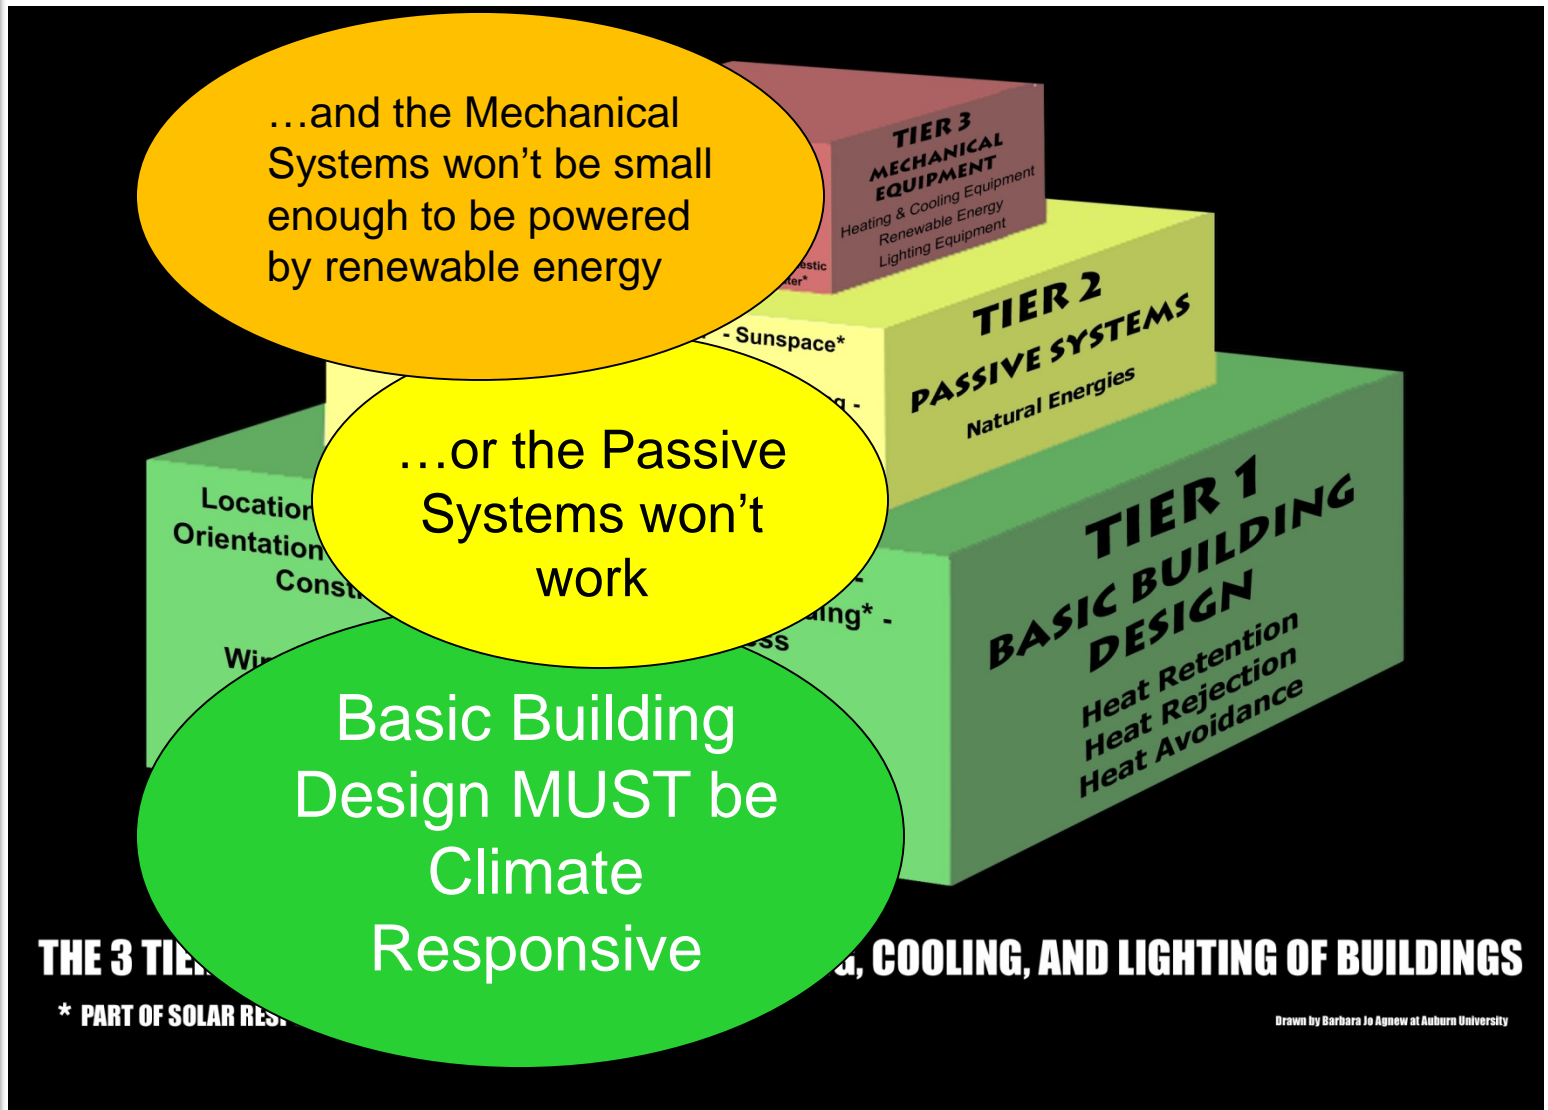 …and the Mechanical
Systems won’t be small
enough to be powered
by renewable energy
TIER 3
MECHANICAL
EQUIPMENT
Heating & Cooling Equipment
Renewable Energy
Lighting Equipment
- Sunspace*
TIER 2
PASSIVE SYSTEMS
Natural Energies
…or the Passive
Systems won’t
work
Location
Orientation
TIER 1
BASIC BUILDING
DESIGN
Heat Retention
Heat Rejection
Heat Avoidance
Basic Building
Design MUST be
Climate
Responsive
THE 3 , COOLING, AND LIGHTING OF BUILDINGS
* PART OF SOLAR
Drawn by Barbara Jo Agnew at Auburn University